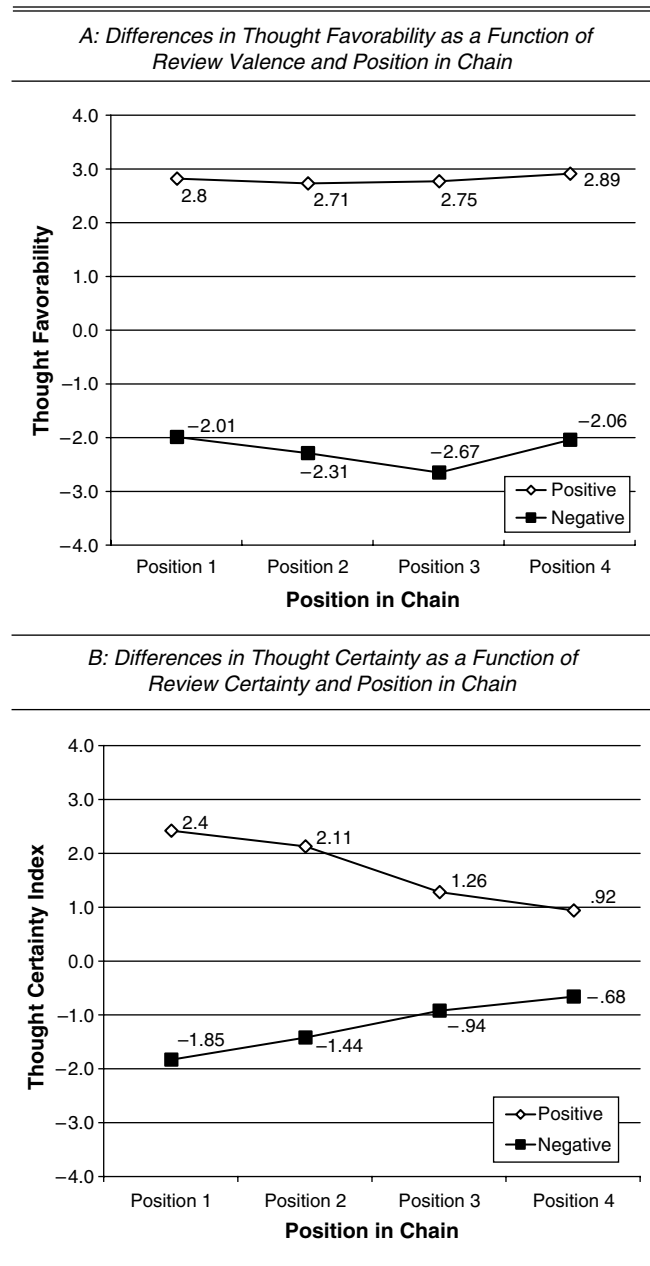 A: Differences in Thought Favorability as a Function of
Review Valence and Position in Chain
4.0
3.0
2.0
1.0
0.0
−1.0
−2.0
−3.0
−4.0
Thought Favorability
2.8
2.71
2.75
2.89
−2.01
−2.31
−2.67
−2.06
Positive
Negative
Position 1
Position 2
Position 3
Position 4
Position in Chain
B: Differences in Thought Certainty as a Function of
Review Certainty and Position in Chain
4.0
3.0
2.0
1.0
0.0
−1.0
−2.0
−3.0
−4.0
Thought Certainty Index
2.4
2.11
1.26
.92
−1.85
−1.44
−.94
−.68
Positive
Negative
Position 1
Position 2
Position 3
Position 4
Position in Chain